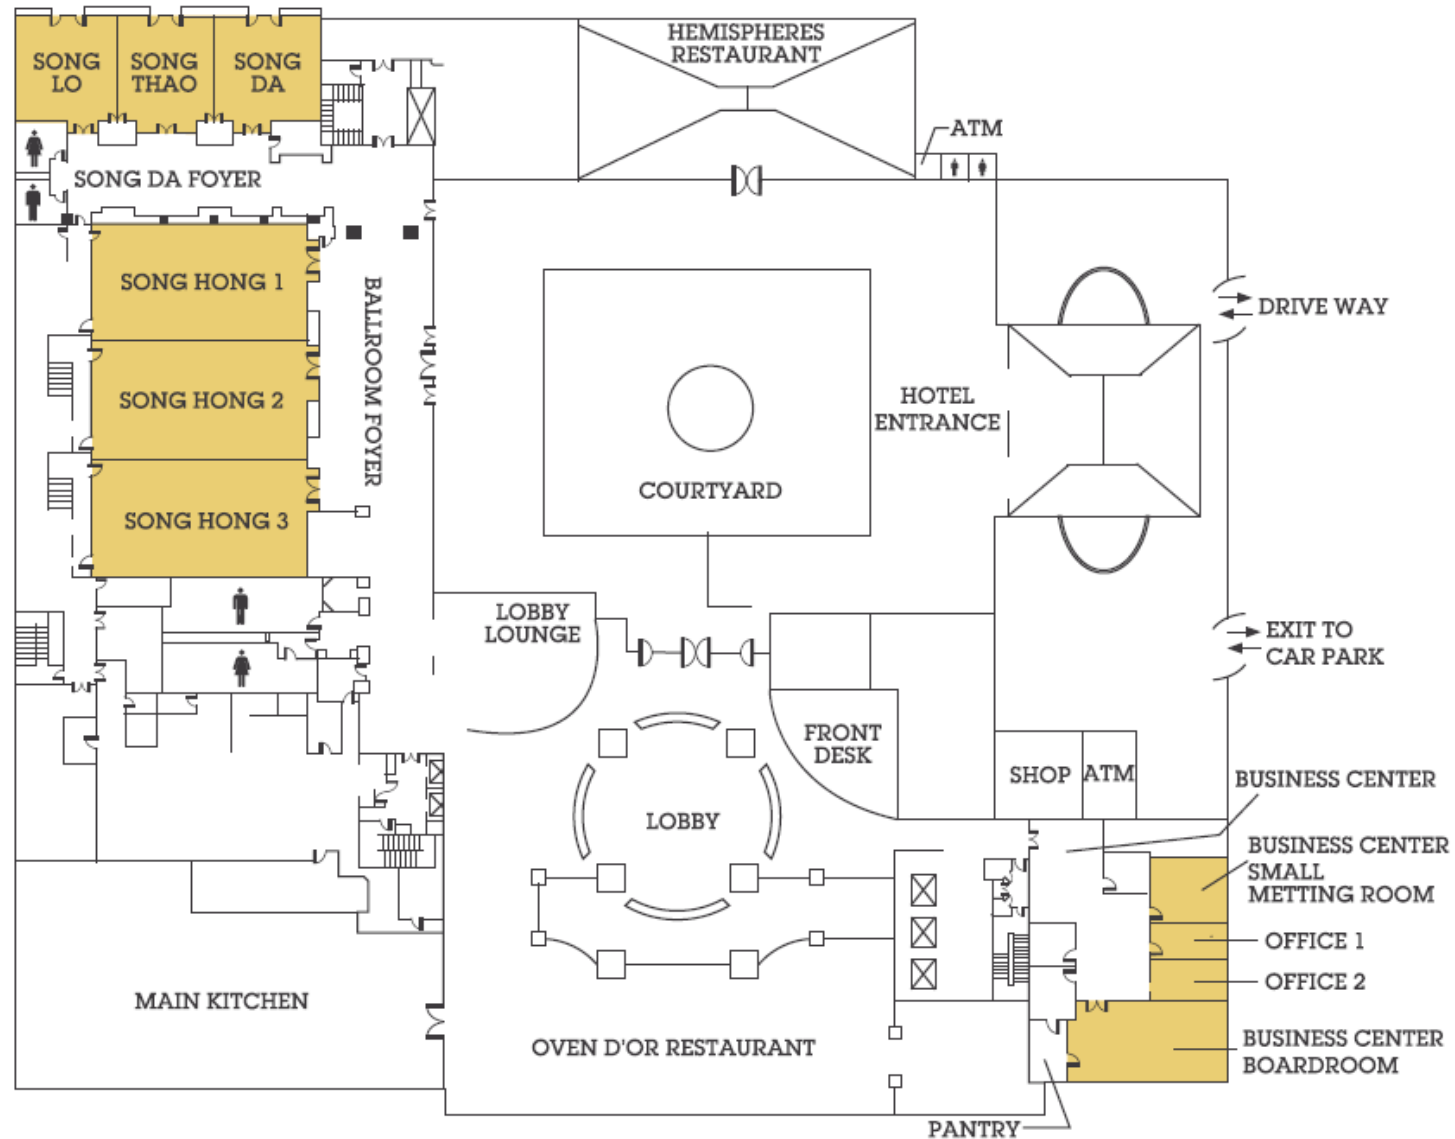 HEMISPHERES
RESTAURANT
SONG
LO
SONG
THAO
SONG
DA
ATM
SONG DA FOYER
SONG HONG 1
BALLROOM FOYER
DRIVE WAY
SONG HONG 2
HOTEL
ENTRANCE
COURTYARD
SONG HONG 3
LOBBY
LOUNGE
EXIT TO
CAR PARK
FRONT
DESK
SHOP
ATM
BUSINESS CENTER
LOBBY
BUSINESS CENTER
SMALL
METTING ROOM
OFFICE 1
OFFICE 2
MAIN KITCHEN
OVEN D'OR RESTAURANT
BUSINESS CENTER
BOARDROOM
PANTRY